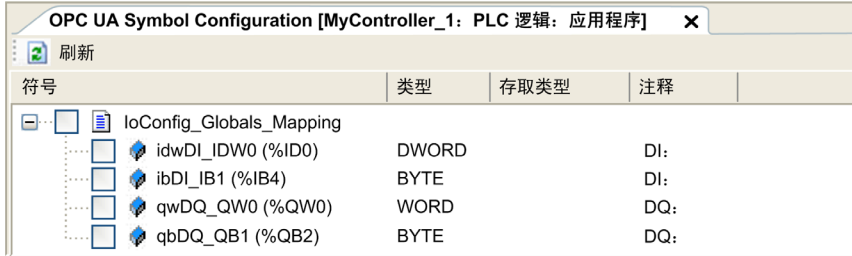 OPC UA Symbol Configuration [MyController_1：PLC 逻辑：应用程序]
刷新
符号 类型 存取类型 注释
IoConfig_Globals_Mapping
idwDI_IDW0 (%ID0) DWORD DI：
ibDI_IB1 (%IB4) BYTE DI：
qwDQ_QW0 (%QW0) WORD DQ：
qbDQ_QB1 (%QB2) BYTE DQ：